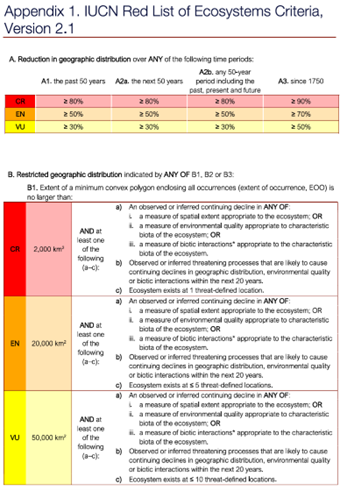 Appendix 1. IUCN Red List of Ecosystems Criteria,
Version 2.1
A. Reduction in geographic distribution over ANY of the following time periods:
A1. the past 50 years A2a. the next 50 years A2b. any 50-year period including the past, present and future A3. since 1750
CR ≥ 80% ≥ 80% ≥ 80% ≥ 90%
EN ≥ 50% ≥ 50% ≥ 50% ≥ 70%
VU ≥ 30% ≥ 30% ≥ 30% ≥ 50%
B. Restricted geographic distribution indicated by ANY OF B1, B2 or B3:
B1. Extent of a minimum convex polygon enclosing all occurrences (extent of occurrence, EOO) is
no larger than:
CR 2,000 km² AND at least one of the following (a-c):
a) An observed or inferred continuing decline in ANY OF:
i. a measure of spatial extent appropriate to the ecosystem; OR
ii. a measure of environmental quality appropriate to characteristic
biota of the ecosystem; OR
iii. a measure of biotic interactions* appropriate to the characteristic
biota of the ecosystem.
b) Observed or inferred threatening processes that are likely to cause
continuing declines in geographic distribution, environmental quality
or biotic interactions within the next 20 years.
c) Ecosystem exists at 1 threat-defined location.
EN 20,000 km² AND at least one of the following (a-c):
a) An observed or inferred continuing decline in ANY OF:
i. a measure of spatial extent appropriate to the ecosystem; OR
ii. a measure of environmental quality appropriate to characteristic
biota of the ecosystem; OR
iii. a measure of biotic interactions* appropriate to the characteristic
biota of the ecosystem.
b) Observed or inferred threatening processes that are likely to cause
continuing declines in geographic distribution, environmental quality
or biotic interactions within the next 20 years.
c) Ecosystem exists at ≤ 5 threat-defined locations.
VU 50,000 km² AND at least one of the following (a-c):
a) An observed or inferred continuing decline in ANY OF:
i. a measure of spatial extent appropriate to the ecosystem; OR
ii. a measure of environmental quality appropriate to characteristic
biota of the ecosystem; OR
iii. a measure of biotic interactions* appropriate to the characteristic
biota of the ecosystem.
b) Observed or inferred threatening processes that are likely to cause
continuing declines in geographic distribution, environmental quality
or biotic interactions within the next 20 years.
c) Ecosystem exists at ≤ 10 threat-defined locations.